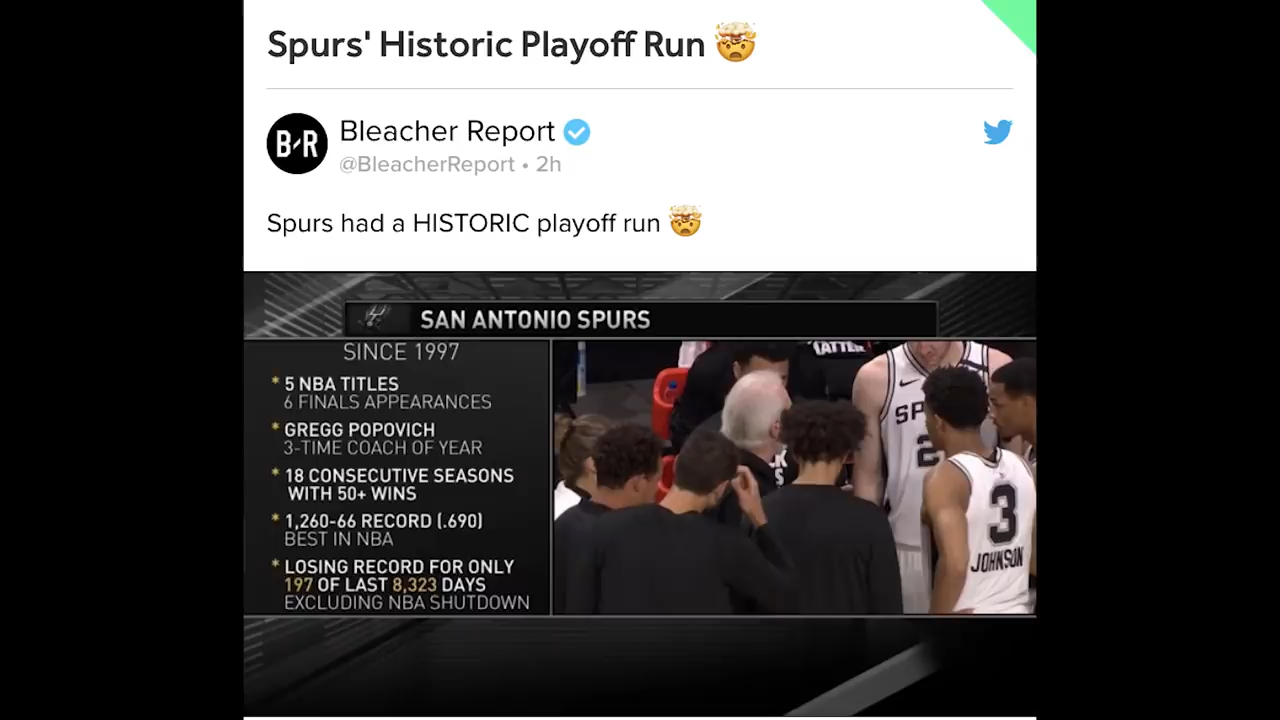 Spurs' Historic Playoff Run 🤯
B/R
Bleacher Report
@BleacherReport • 2h
Spurs had a HISTORIC playoff run 🤯
SAN ANTONIO SPURS
SINCE 1997
* 5 NBA TITLES
6 FINALS APPEARANCES
* GREGG POPOVICH
3-TIME COACH OF YEAR
* 18 CONSECUTIVE SEASONS
WITH 50+ WINS
* 1,260-66 RECORD (.690)
BEST IN NBA
* LOSING RECORD FOR ONLY
197 OF LAST 8,323 DAYS
EXCLUDING NBA SHUTDOWN
3
JOHNSON